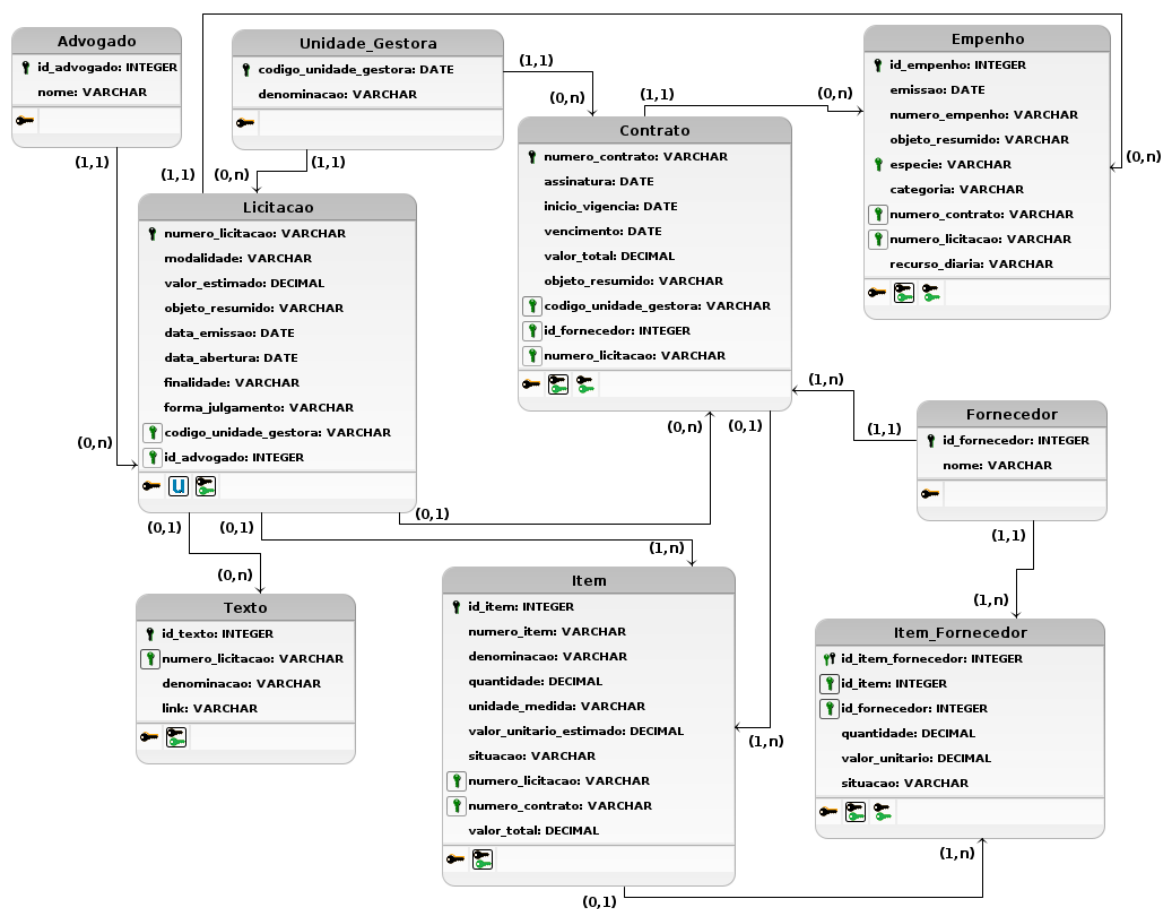 Advogado
id_advogado: INTEGER
nome: VARCHAR
Unidade_Gestora
codigo_unidade_gestora: DATE
denominacao: VARCHAR
Empenho
id_empenho: INTEGER
emissao: DATE
numero_empenho: VARCHAR
objeto_resumido: VARCHAR
especie: VARCHAR
categoria: VARCHAR
numero_contrato: VARCHAR
numero_licitacao: VARCHAR
recurso_diaria: VARCHAR
(1,1)
(0,n)
(1,1)
(0,n)
(0,n)
Contrato
numero_contrato: VARCHAR
assinatura: DATE
inicio_vigencia: DATE
vencimento: DATE
valor_total: DECIMAL
objeto_resumido: VARCHAR
codigo_unidade_gestora: VARCHAR
id_fornecedor: INTEGER
numero_licitacao: VARCHAR
(1,1)
(1,1)
(0,n)
(1,1)
Licitacao
numero_licitacao: VARCHAR
modalidade: VARCHAR
valor_estimado: DECIMAL
objeto_resumido: VARCHAR
data_emissao: DATE
data_abertura: DATE
finalidade: VARCHAR
forma_julgamento: VARCHAR
codigo_unidade_gestora: VARCHAR
id_advogado: INTEGER
u
(0,n)
(0,n)
(0,1)
(1,n)
(1,1)
Fornecedor
id_fornecedor: INTEGER
nome: VARCHAR
(0,1)
(0,1)
(0,1)
(1,1)
(0,n)
(1,n)
(1,n)
Texto
id_texto: INTEGER
numero_licitacao: VARCHAR
denominacao: VARCHAR
link: VARCHAR
Item
id_item: INTEGER
numero_item: VARCHAR
denominacao: VARCHAR
quantidade: DECIMAL
unidade_medida: VARCHAR
valor_unitario_estimado: DECIMAL
situacao: VARCHAR
numero_licitacao: VARCHAR
numero_contrato: VARCHAR
valor_total: DECIMAL
(1,n)
Item_Fornecedor
id_item_fornecedor: INTEGER
id_item: INTEGER
id_fornecedor: INTEGER
quantidade: DECIMAL
valor_unitario: DECIMAL
situacao: VARCHAR
(1,n)
(0,1)